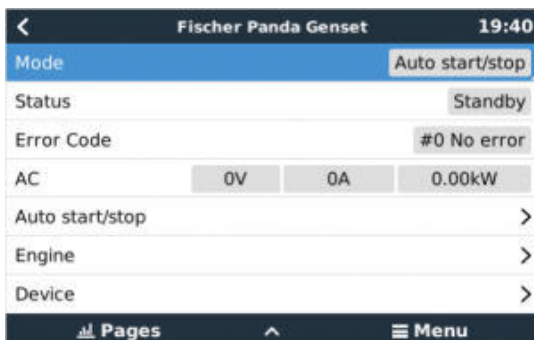 Fischer Panda Genset 19:40
Mode Auto start/stop
Status Standby
Error Code #0 No error
AC 0V 0A 0.00kW
Auto start/stop
Engine
Device
Pages Menu